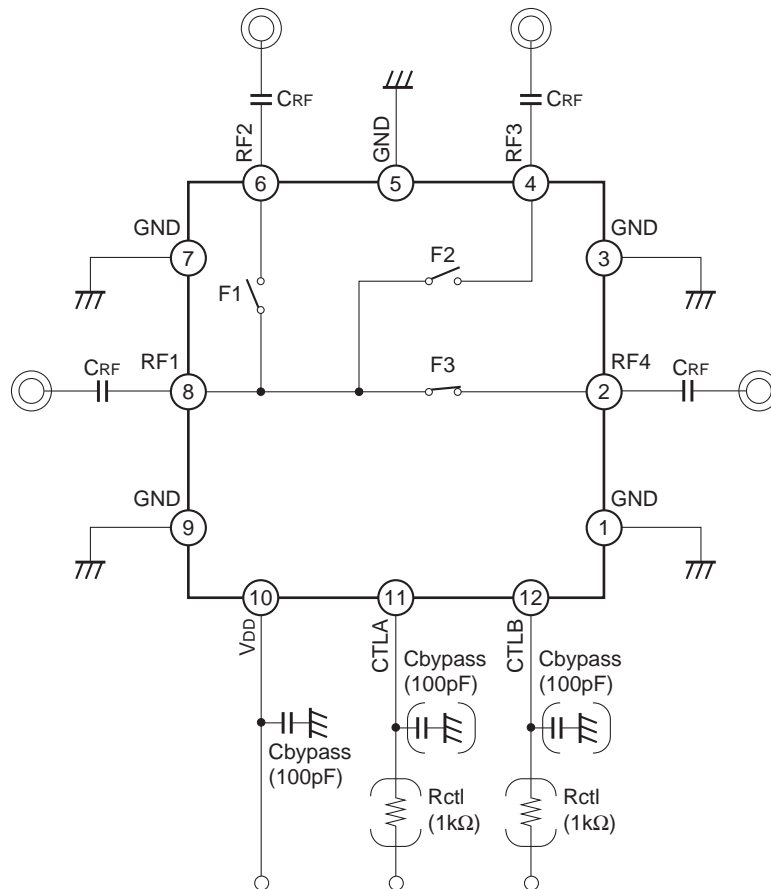 CRF
CRF
RF2
GND
RF3
6
5
4
GND
GND
7
3
F2
F1
RF1
CRF
F3
RF4
CRF
8
2
GND
GND
9
1
10
11
12
VDD
CTLA
CTLB
Cbypass
(100pF)
Cbypass
(100pF)
Cbypass
(100pF)
Rctl
(1kΩ)
Rctl
(1kΩ)